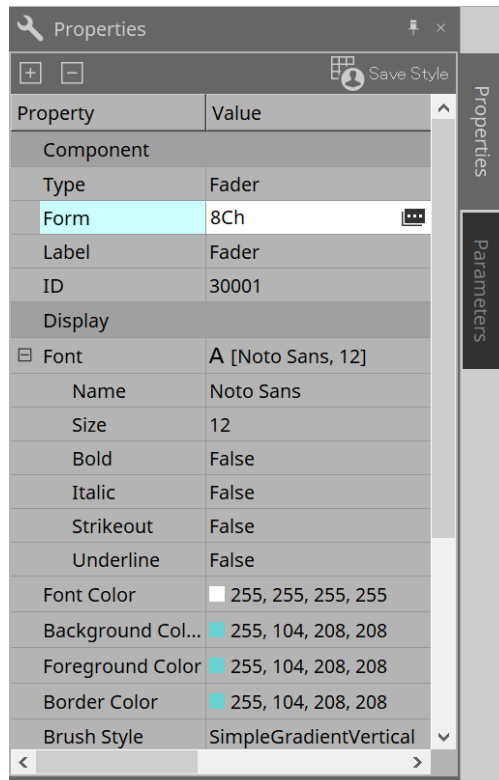 Properties
Save Style
Property Value
Component
Type Fader
Form 8Ch
Label Fader
ID 30001
Display
Font A [Noto Sans, 12]
Name Noto Sans
Size 12
Bold False
Italic False
Strikeout False
Underline False
Font Color 255, 255, 255, 255
Background Col... 255, 104, 208, 208
Foreground Color 255, 104, 208, 208
Border Color 255, 104, 208, 208
Brush Style SimpleGradientVertical
Properties
Parameters